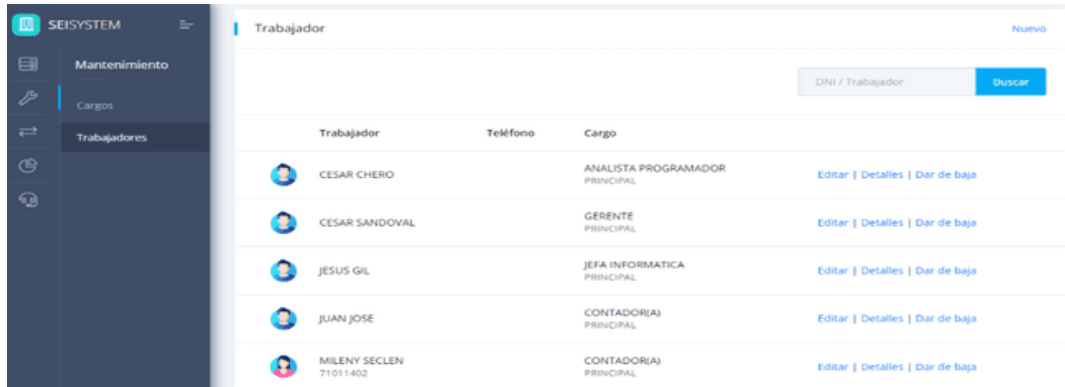 SEISYSTEM
Mantenimiento
Cargos
Trabajadores
Trabajador
Nuevo
DNI / Trabajador
Buscar
Trabajador Teléfono Cargo
CESAR CHERO ANALISTA PROGRAMADOR Editar | Detalles | Dar de baja
PRINCIPAL
CESAR SANDOVAL GERENTE Editar | Detalles | Dar de baja
PRINCIPAL
JESUS GIL JEFA INFORMATICA Editar | Detalles | Dar de baja
PRINCIPAL
JUAN JOSE CONTADOR(A) Editar | Detalles | Dar de baja
PRINCIPAL
MILENY SECLEN CONTADOR(A) Editar | Detalles | Dar de baja
71011402 PRINCIPAL